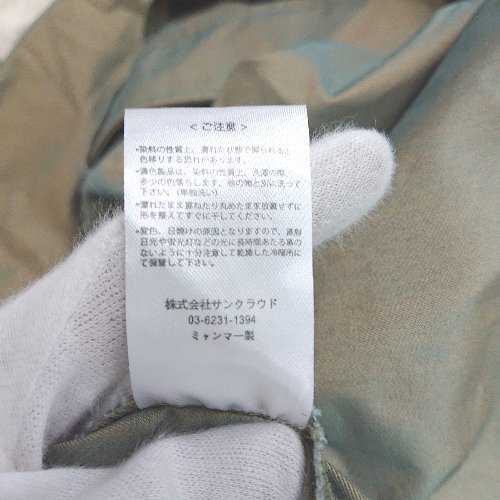 ＜ご注意＞
•染料の性質上、濡れた状態で擦られると
色移りする恐れがあります。
•濃色製品は、染料の性質上、洗濯の際、
多少の色落ちします。他の物と別に洗って
下さい。(単独洗い)
•濡れたまま重ねたり丸めたまま放置せずに
形を整えてすぐに干してください。
•変色、日焼けの原因となりますので、直射
日光や蛍光灯などの光に長時間あたる事の
ないように十分注意して乾燥した冷暗所に
て保管して下さい。
株式会社サンクラウド
03-6231-1394
ミャンマー製